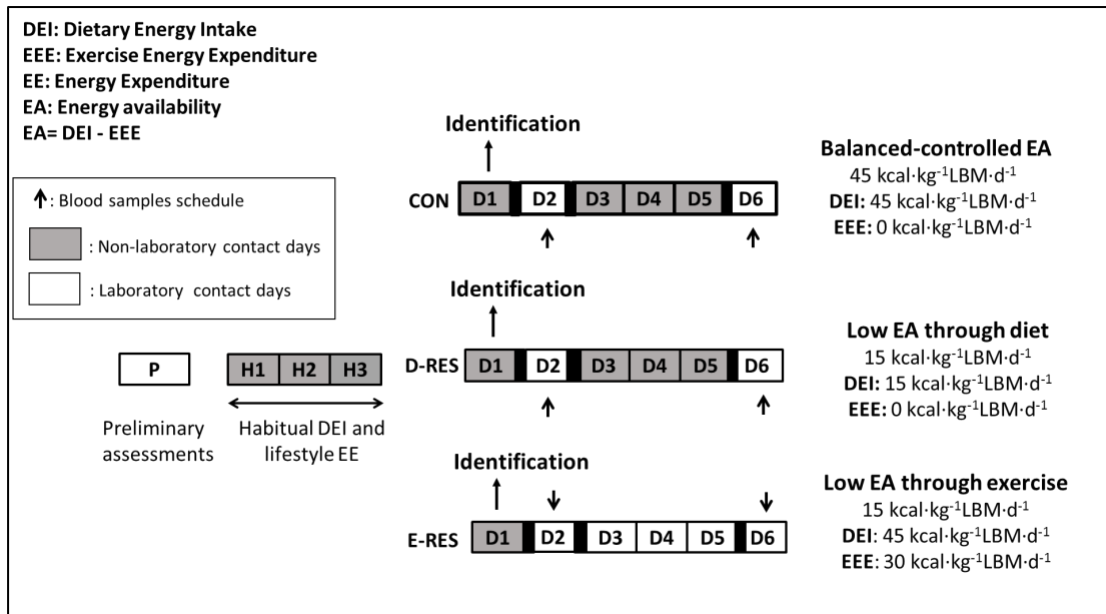 DEI: Dietary Energy Intake
EEE: Exercise Energy Expenditure
EE: Energy Expenditure
EA: Energy availability
EA= DEI - EEE
: Blood samples schedule
: Non-laboratory contact days
: Laboratory contact days
Identification
CON D1 D2 D3 D4 D5 D6
Balanced-controlled EA
45 kcal·kg⁻¹LBM·d⁻¹
DEI: 45 kcal·kg⁻¹LBM·d⁻¹
EEE: 0 kcal·kg⁻¹LBM·d⁻¹
P
Preliminary
assessments
H1 H2 H3
Habitual DEI and
lifestyle EE
Identification
D-RES D1 D2 D3 D4 D5 D6
Low EA through diet
15 kcal·kg⁻¹LBM·d⁻¹
DEI: 15 kcal·kg⁻¹LBM·d⁻¹
EEE: 0 kcal·kg⁻¹LBM·d⁻¹
Identification
E-RES D1 D2 D3 D4 D5 D6
Low EA through exercise
15 kcal·kg⁻¹LBM·d⁻¹
DEI: 45 kcal·kg⁻¹LBM·d⁻¹
EEE: 30 kcal·kg⁻¹LBM·d⁻¹